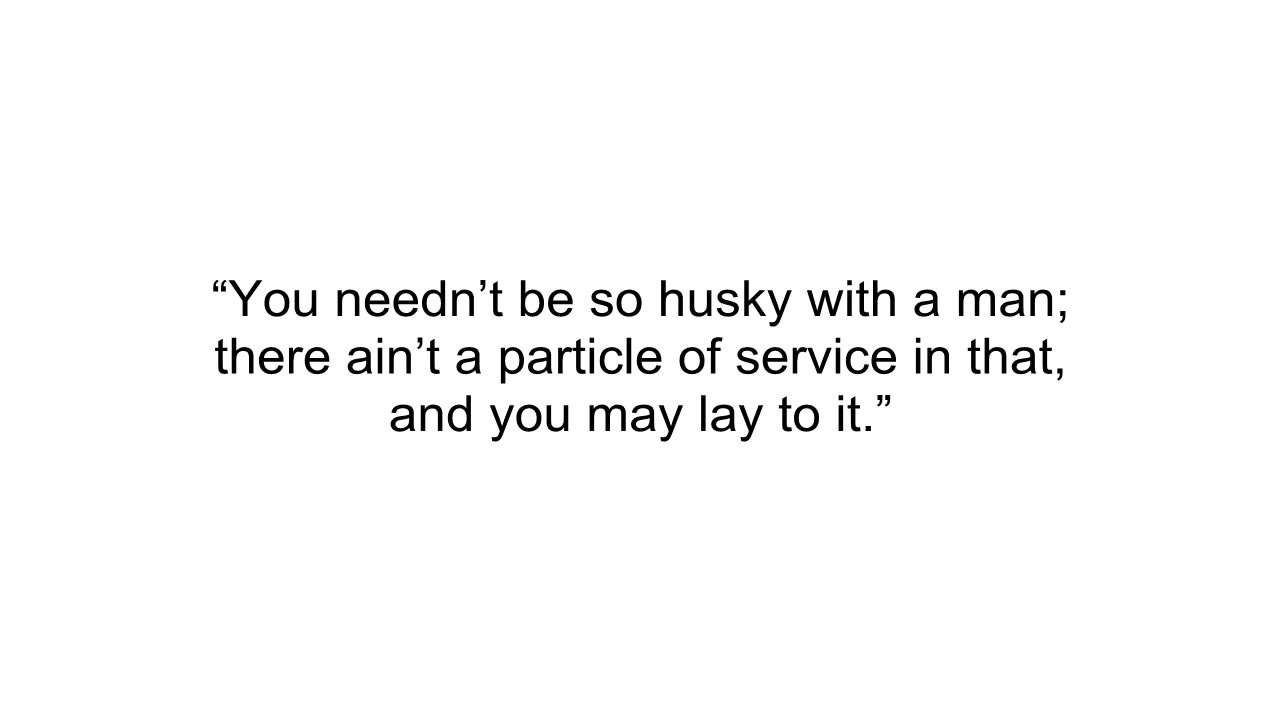 “You needn’t be so husky with a man;
there ain’t a particle of service in that,
and you may lay to it.”